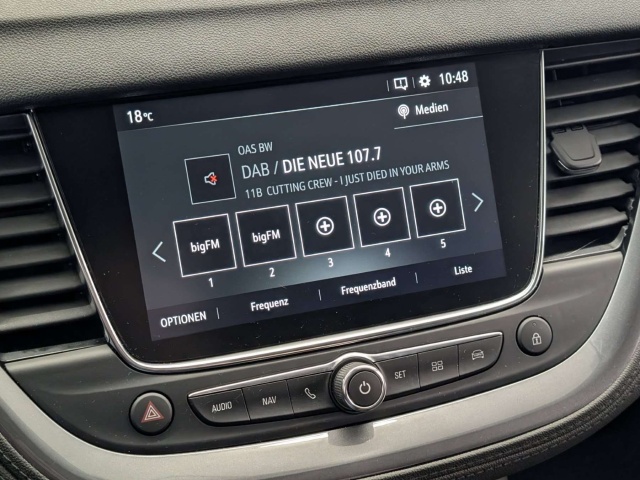 10:48
18°C
Medien
OAS BW
DAB / DIE NEUE 107.7
11B CUTTING CREW - I JUST DIED IN YOUR ARMS
bigFM bigFM
1 2 3 4 5
OPTIONEN Frequenz Frequenzband Liste
AUDIO NAV SET